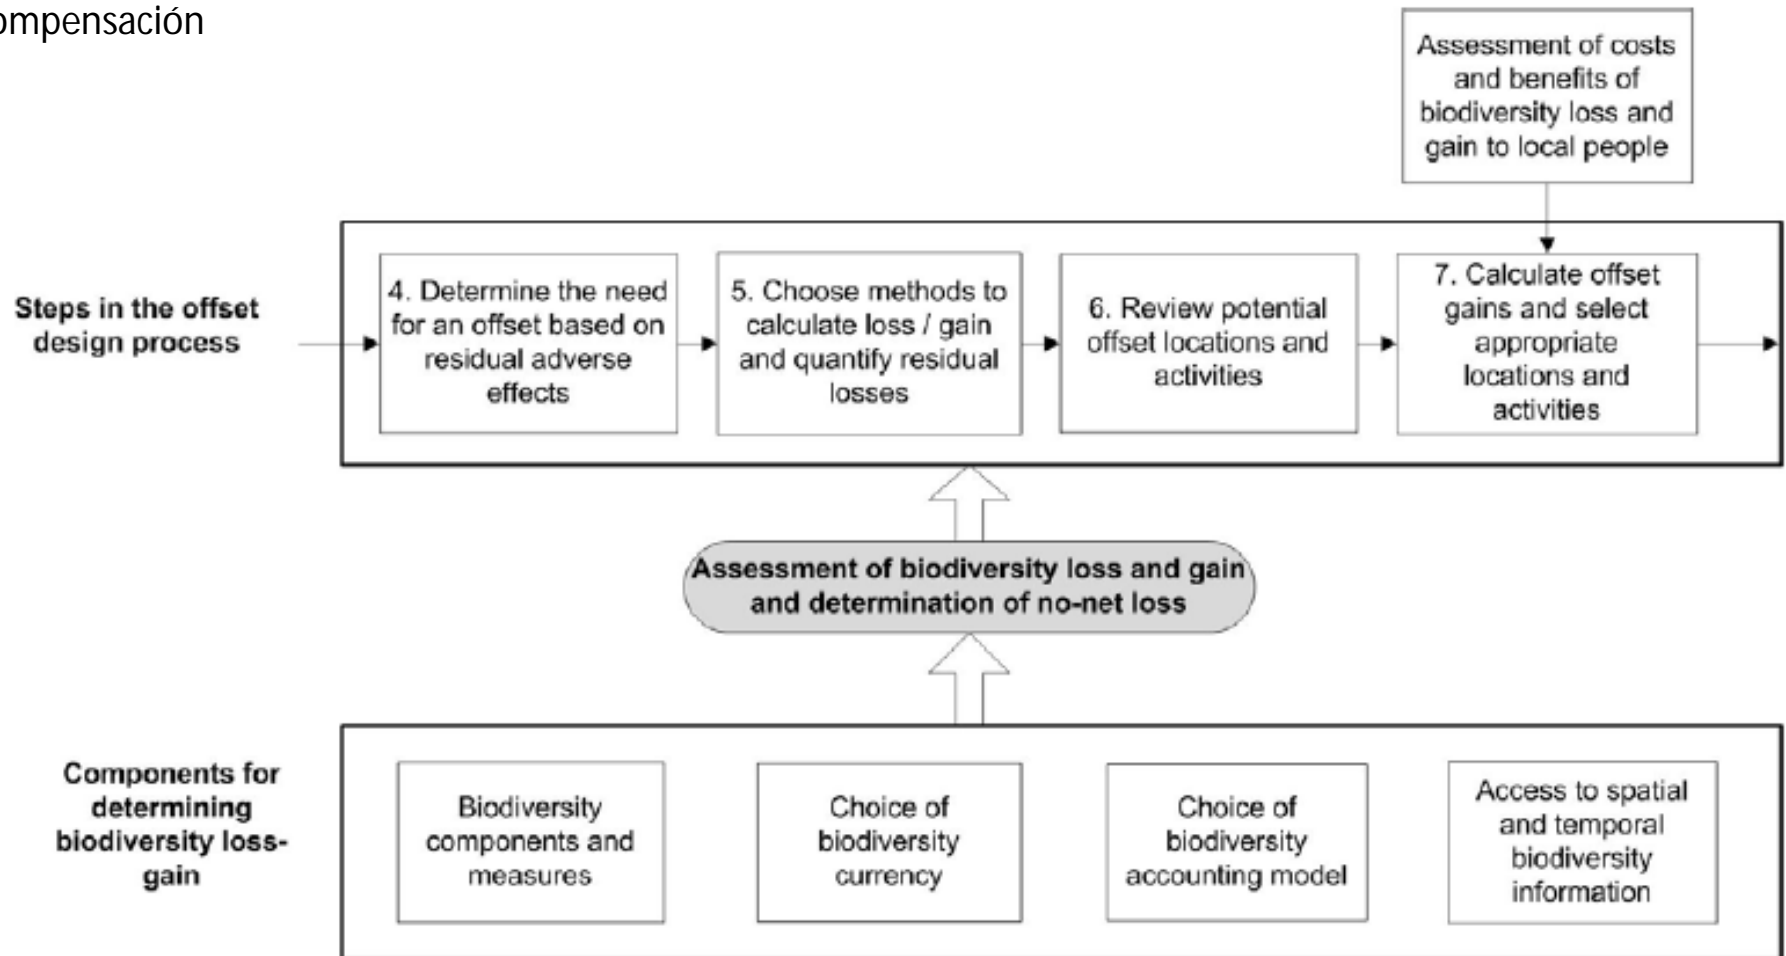 ompensación
Assessment of costs
and benefits of
biodiversity loss and
gain to local people
Steps in the offset
design process
4. Determine the need
for an offset based on
residual adverse
effects
5. Choose methods to
calculate loss / gain
and quantify residual
losses
6. Review potential
offset locations and
activities
7. Calculate offset
gains and select
appropriate
locations and
activities
Assessment of biodiversity loss and gain
and determination of no-net loss
Components for
determining
biodiversity loss-
gain
Biodiversity
components and
measures
Choice of
biodiversity
currency
Choice of
biodiversity
accounting model
Access to spatial
and temporal
biodiversity
information